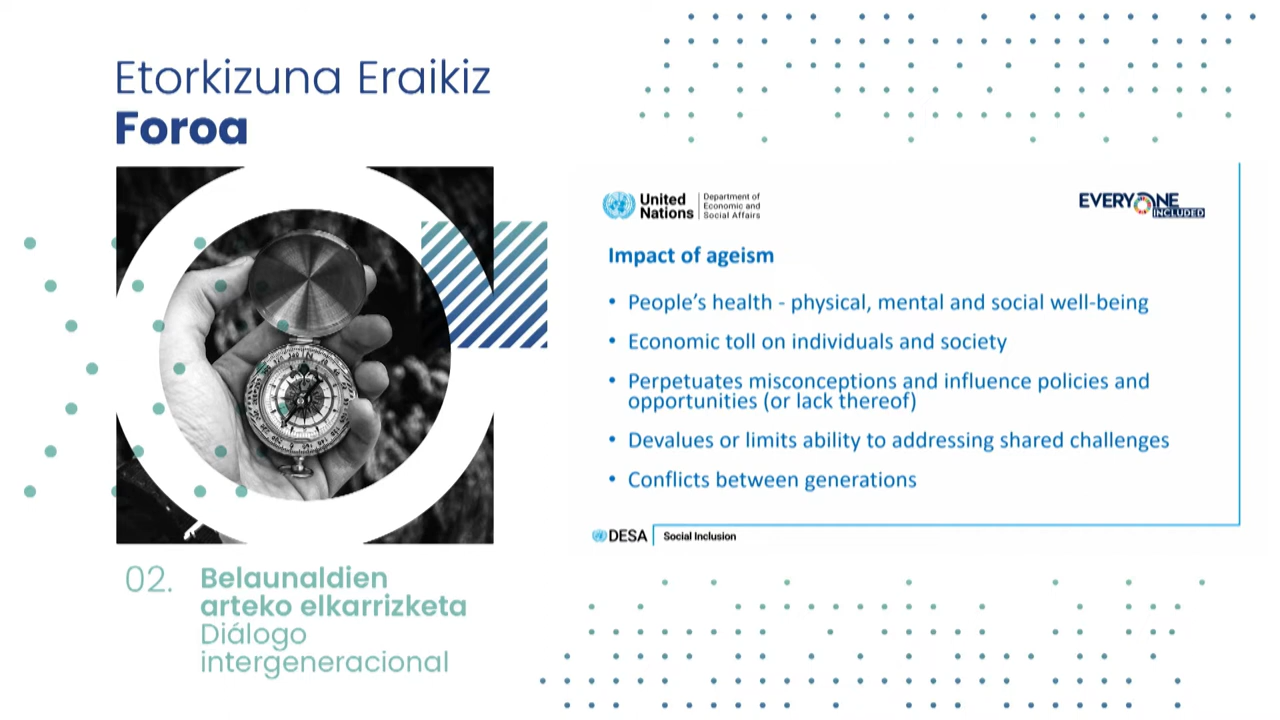 Etorkizuna Eraikiz
Foroa
United
Nations
Department of
Economic and
Social Affairs
EVERYONE
INCLUDED
Impact of ageism
• People’s health - physical, mental and social well-being
• Economic toll on individuals and society
• Perpetuates misconceptions and influence policies and
opportunities (or lack thereof)
• Devalues or limits ability to addressing shared challenges
• Conflicts between generations
DESA
Social Inclusion
02.
Belaunaldien
arteko elkarrizketa
Diálogo
intergeneracional